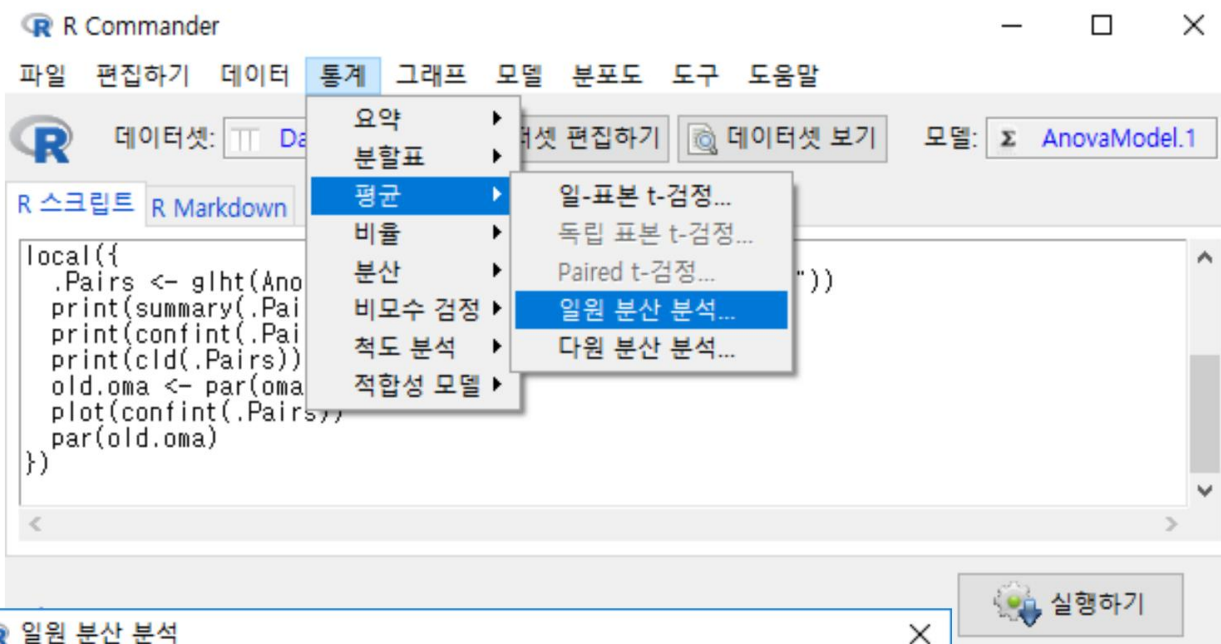 R Commander
파일 편집하기 데이터 통계 그래프 모델 분포도 도구 도움말
데이터셋: Da 편집하기 데이터셋 보기 모델: Σ AnovaModel.1
R 스크립트 R Markdown
요약
분할표
평균
비율
분산
비모수 검정
척도 분석
적합성 모델
일-표본 t-검정...
독립 표본 t-검정...
Paired t-검정...
일원 분산 분석...
다원 분산 분석...
local({
.Pairs <- glht(Ano "))
print(summary(.Pai
print(confint(.Pai
print(cld(.Pairs))
old.oma <- par(oma
plot(confint(.Pairs))
par(old.oma)
})
실행하기
일원 분산 분석